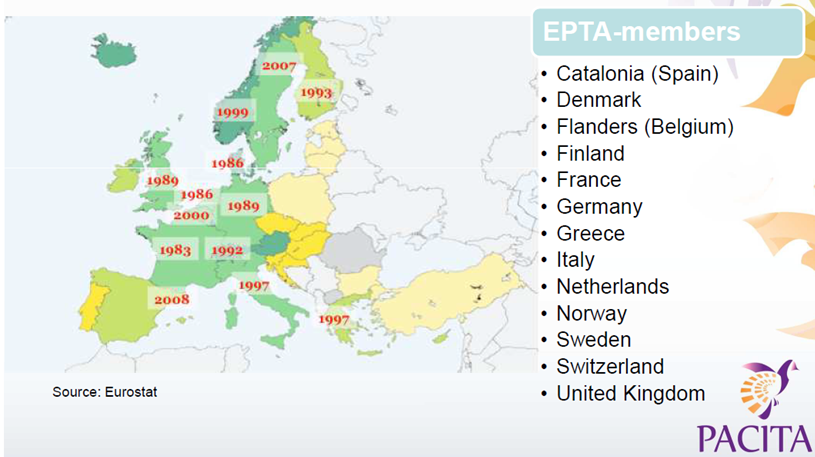 EPTA-members
2007
1993
1999
1986
1989
1986
1989
2000
1983
1992
1997
2008
1997
• Catalonia (Spain)
• Denmark
• Flanders (Belgium)
• Finland
• France
• Germany
• Greece
• Italy
• Netherlands
• Norway
• Sweden
• Switzerland
• United Kingdom
Source: Eurostat
PACITA